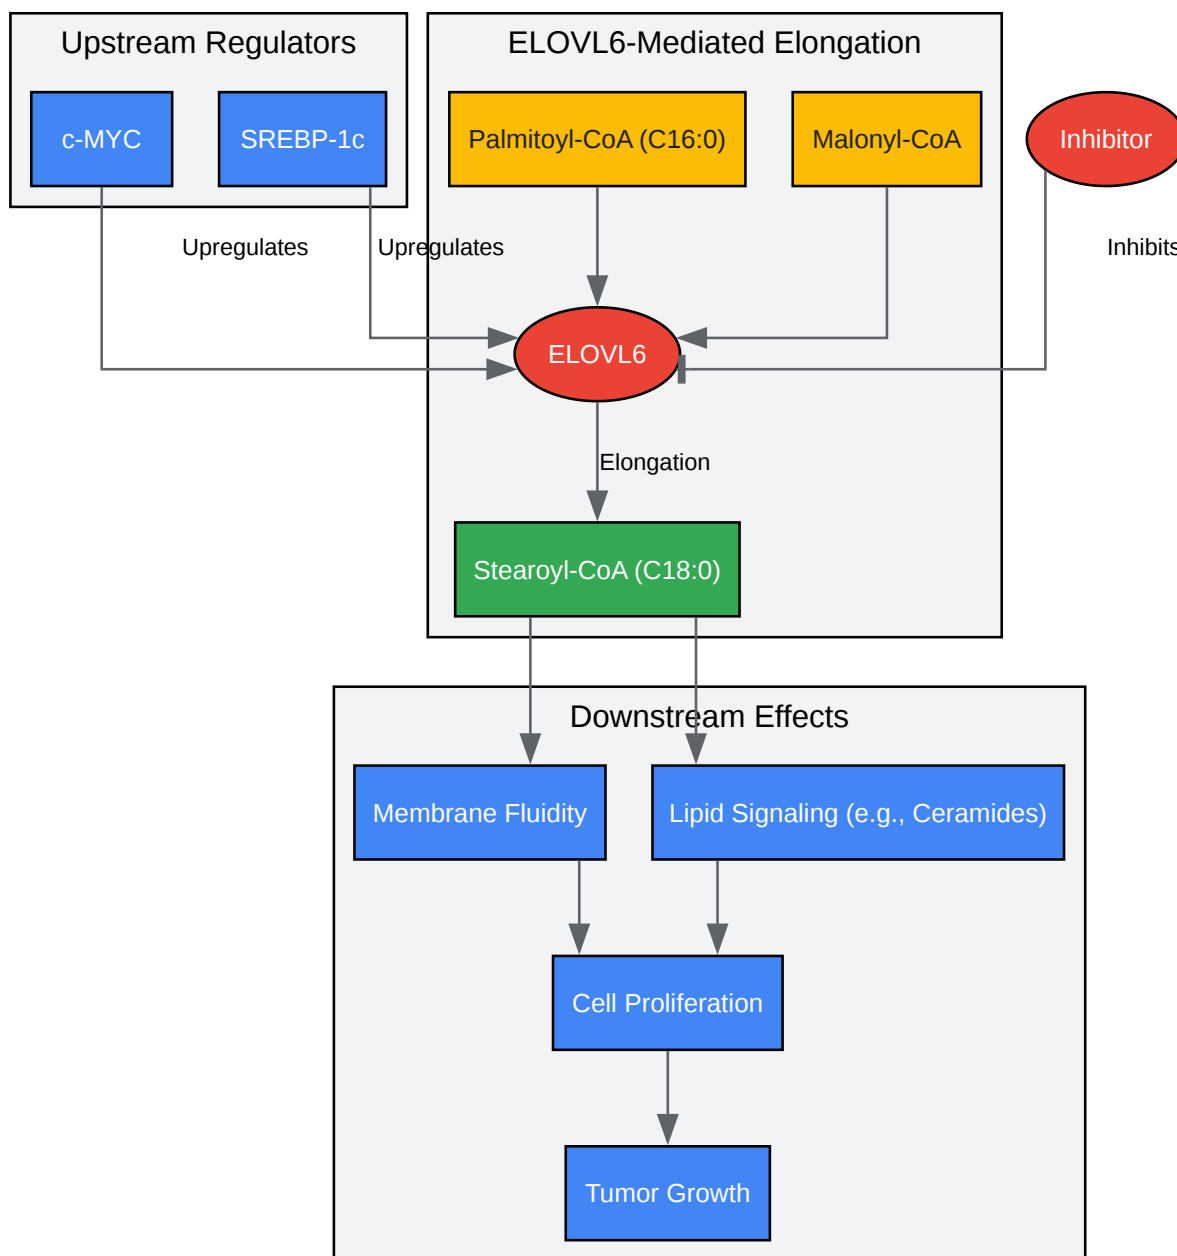 Upstream Regulators
ELOVL6-Mediated Elongation
c-MYC
SREBP-1c
Palmitoyl-CoA (C16:0)
Malonyl-CoA
Inhibitor
Upregulates
Upregulates
Inhibits
ELOVL6
Elongation
Stearoyl-CoA (C18:0)
Downstream Effects
Membrane Fluidity
Lipid Signaling (e.g., Ceramides)
Cell Proliferation
Tumor Growth